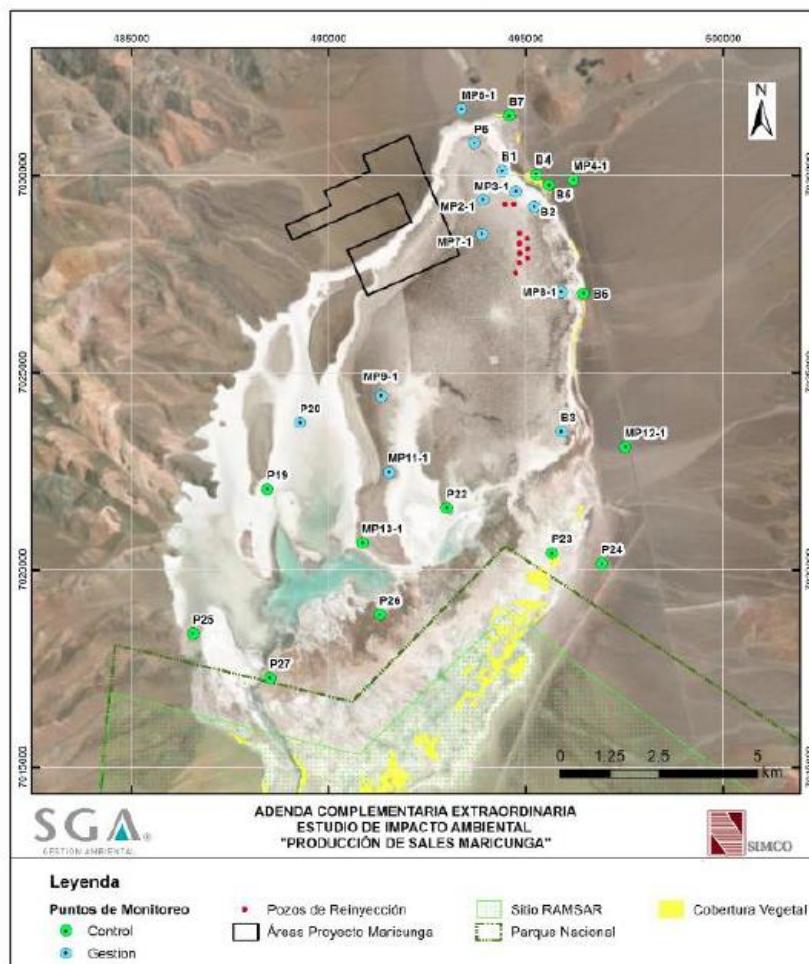 485000 490000 495000 500000
MP5-1
B7
P6
B1
B4
MP4-1
7030000
MP3-1
B5
MP2-1
B2
MP7-1
MP8-1
B6
7025000
MP9-1
P20
B3
MP12-1
MP11-1
P19
P22
MP13-1
P23
P24
7020000
P26
P25
P27
0 1.25 2.5 5
km
7015000
N
SGA
GESTIÓN AMBIENTAL
ADENDA COMPLEMENTARIA EXTRAORDINARIA
ESTUDIO DE IMPACTO AMBIENTAL
"PRODUCCIÓN DE SALES MARICUNGA"
SIMCO
Leyenda
Puntos de Monitoreo
Control
Gestion
Pozos de Reinyección
Áreas Proyecto Maricunga
Sitio RAMSAR
Parque Nacional
Cobertura Vegetal